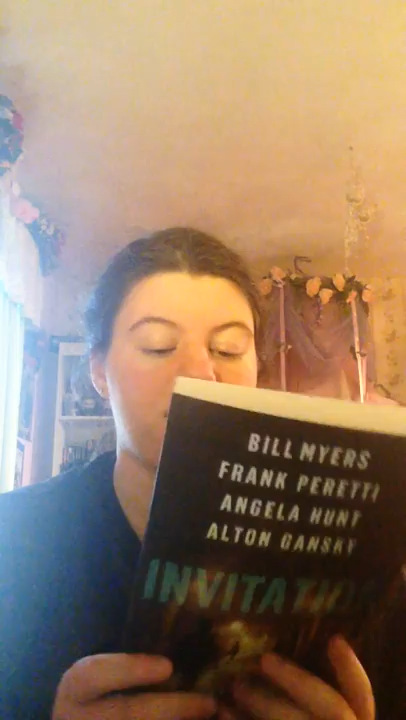 BILL MYERS
FRANK PERETTI
ANGELA HUNT
ALTON GANSKY
INVITATION